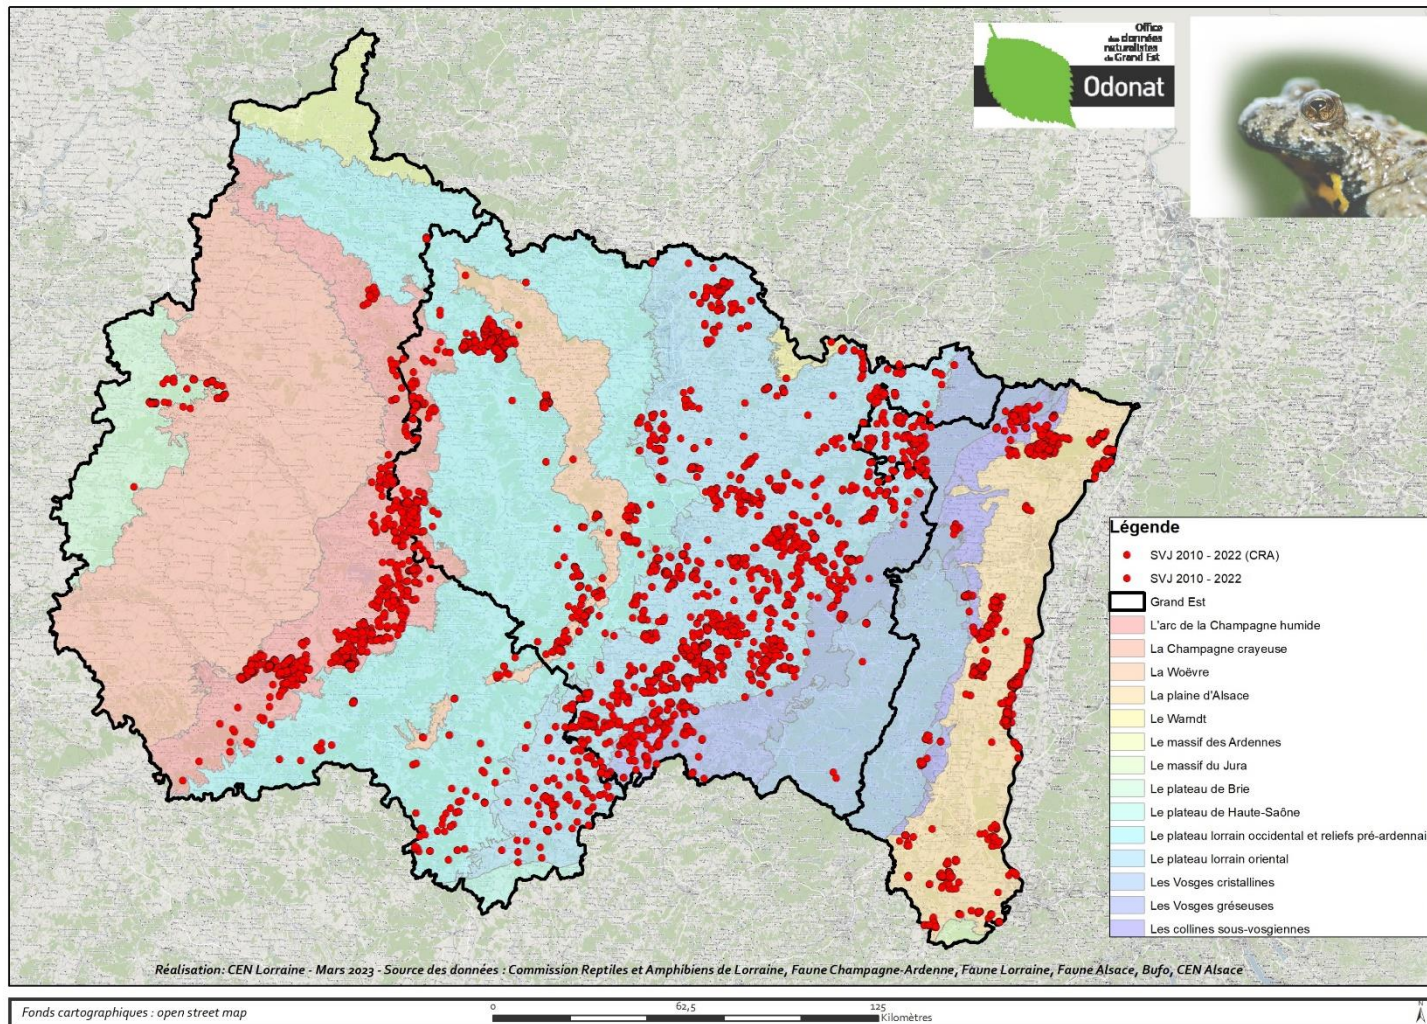 Office
des données
naturalistes
de Grand Est
Odonat
Légende
SVJ 2010 - 2022 (CRA)
SVJ 2010 - 2022
Grand Est
L'arc de la Champagne humide
La Champagne crayeuse
La Woëvre
La plaine d'Alsace
Le Warndt
Le massif des Ardennes
Le massif du Jura
Le plateau de Brie
Le plateau de Haute-Saône
Le plateau lorrain occidental et reliefs pré-ardennai
Le plateau lorrain oriental
Les Vosges cristallines
Les Vosges gréseuses
Les collines sous-vosgiennes
Réalisation: CEN Lorraine - Mars 2023 - Source des données : Commission Reptiles et Amphibiens de Lorraine, Faune Champagne-Ardenne, Faune Lorraine, Faune Alsace, Bufo, CEN Alsace
Fonds cartographiques : open street map
0 62,5 125
Kilomètres
N